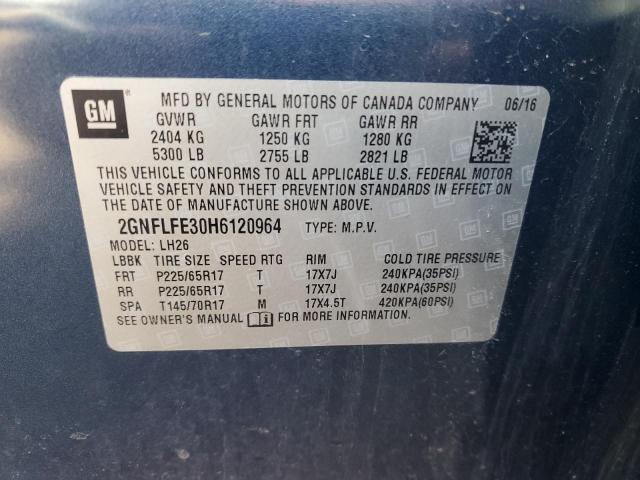 GM
MFD BY GENERAL MOTORS OF CANADA COMPANY 06/16
GVWR GAWR FRT GAWR RR
2404 KG 1250 KG 1280 KG
5300 LB 2755 LB 2821 LB
THIS VEHICLE CONFORMS TO ALL APPLICABLE U.S. FEDERAL MOTOR
VEHICLE SAFETY AND THEFT PREVENTION STANDARDS IN EFFECT ON
THE DATE OF MANUFACTURE SHOWN ABOVE.
2GNFLFE30H6120964 TYPE: M.P.V.
MODEL: LH26
LBBK TIRE SIZE SPEED RTG RIM COLD TIRE PRESSURE
FRT P225/65R17 T 17X7J 240KPA(35PSI)
RR P225/65R17 T 17X7J 240KPA(35PSI)
SPA T145/70R17 M 17X4.5T 420KPA(60PSI)
SEE OWNER'S MANUAL FOR MORE INFORMATION.